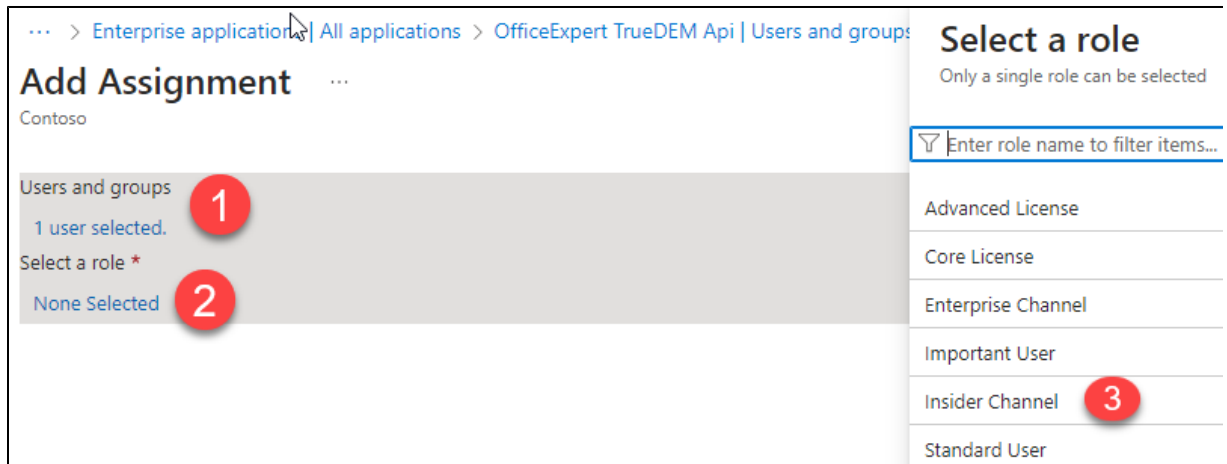 ··· > Enterprise applications | All applications > OfficeExpert TrueDEM Api | Users and groups
Add Assignment ···
Contoso
Users and groups
1
1 user selected.
Select a role *
None Selected
2
Select a role
Only a single role can be selected
Enter role name to filter items...
Advanced License
Core License
Enterprise Channel
Important User
Insider Channel
3
Standard User